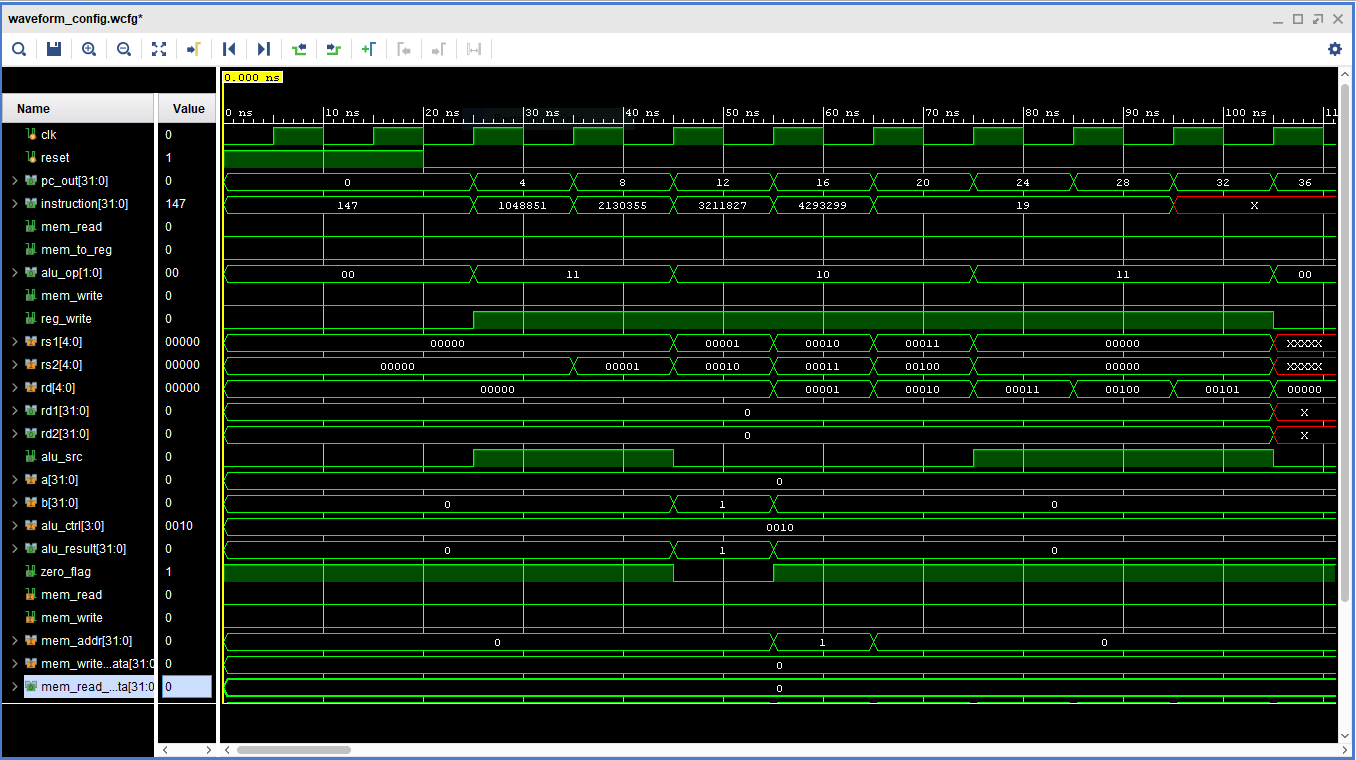 waveform_config.wcfg*
0.000 ns
Name Value
0 ns 10 ns 20 ns 30 ns 40 ns 50 ns 60 ns 70 ns 80 ns 90 ns 100 ns 11
clk 0
reset 1
pc_out[31:0] 0 0 4 8 12 16 20 24 28 32 36
instruction[31:0] 147 147 1048851 2130355 3211827 4293299 19 X
mem_read 0
mem_to_reg 0
alu_op[1:0] 00 00 11 10 11 00
mem_write 0
reg_write 0
rs1[4:0] 00000 00000 00001 00010 00011 00000 XXXXX
rs2[4:0] 00000 00000 00001 00010 00011 00100 00000 XXXXX
rd[4:0] 00000 00000 00001 00010 00011 00100 00101 00000
rd1[31:0] 0 0 X
rd2[31:0] 0 0 X
alu_src 0
a[31:0] 0 0
b[31:0] 0 0 1 0
alu_ctrl[3:0] 0010 0010
alu_result[31:0] 0 0 1 0
zero_flag 1
mem_read 0
mem_write 0
mem_addr[31:0] 0 0 1 0
mem_write...ata[31:0 0 0
mem_read_...ta[31:0 0 0